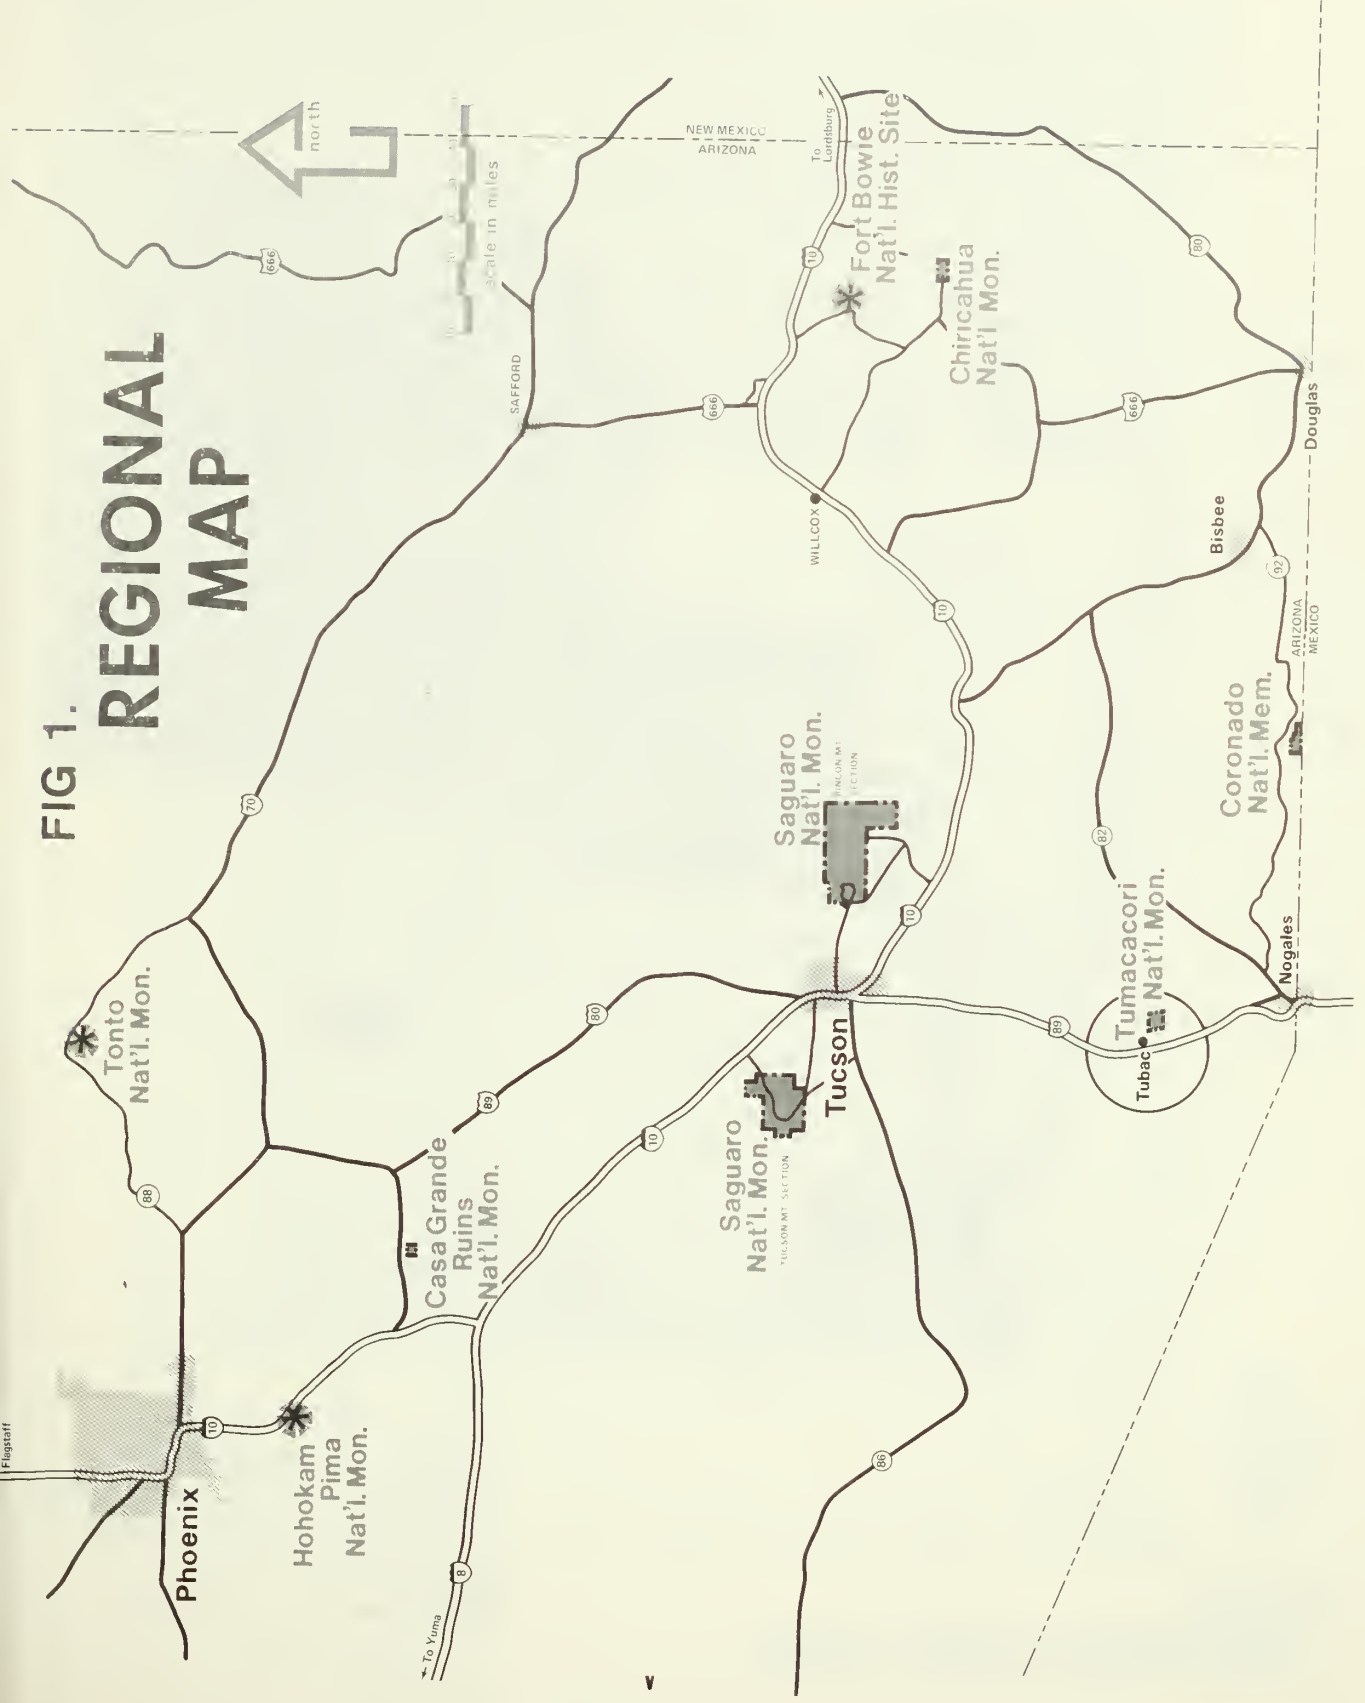 FIG 1.
REGIONAL
MAP
north
scale in miles
666
NEW MEXICO
ARIZONA
To
Lordsburg
Fort Bowie
Nat'l. Hist. Site
10
80
Chiricahua
Nat'l. Mon.
SAFFORD
666
666
Douglas
WILLCOX
Bisbee
92
10
ARIZONA
MEXICO
70
Saguaro
Nat'l. Mon.
Coronado
Nat'l. Mem.
82
10
Tumacacori
Nat'l. Mon.
Nogales
Tonto
Nat'l. Mon.
80
89
Tubac
Tucson
89
10
88
Casa Grande
Ruins
Nat'l. Mon.
Saguaro
Nat'l. Mon.
TUCSON MT SECTION
Flagstaff
10
Phoenix
Hohokam
Pima
Nat'l. Mon.
8
To Yuma
86
v